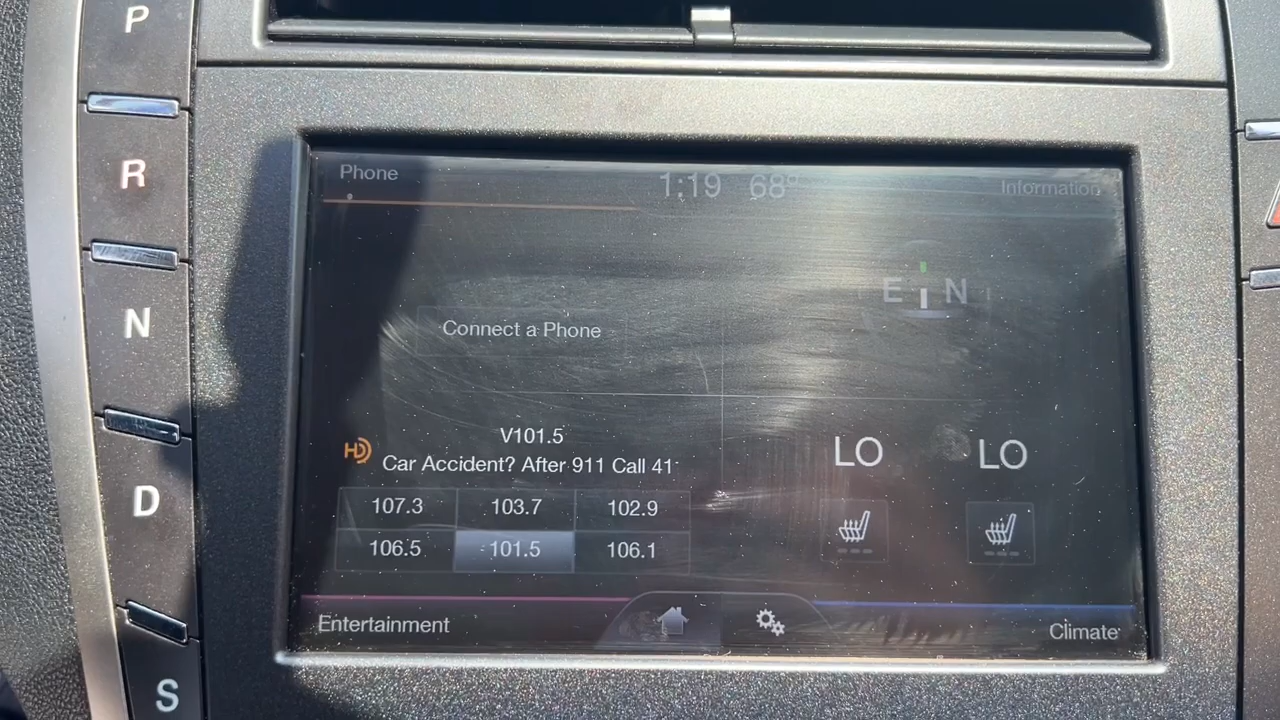 P
R
N
D
S
Phone
1:19 68°
Information
E N
Connect a Phone
V101.5
HD
Car Accident? After 911 Call 41
LO LO
107.3 103.7 102.9
106.5 101.5 106.1
Entertainment
Climate